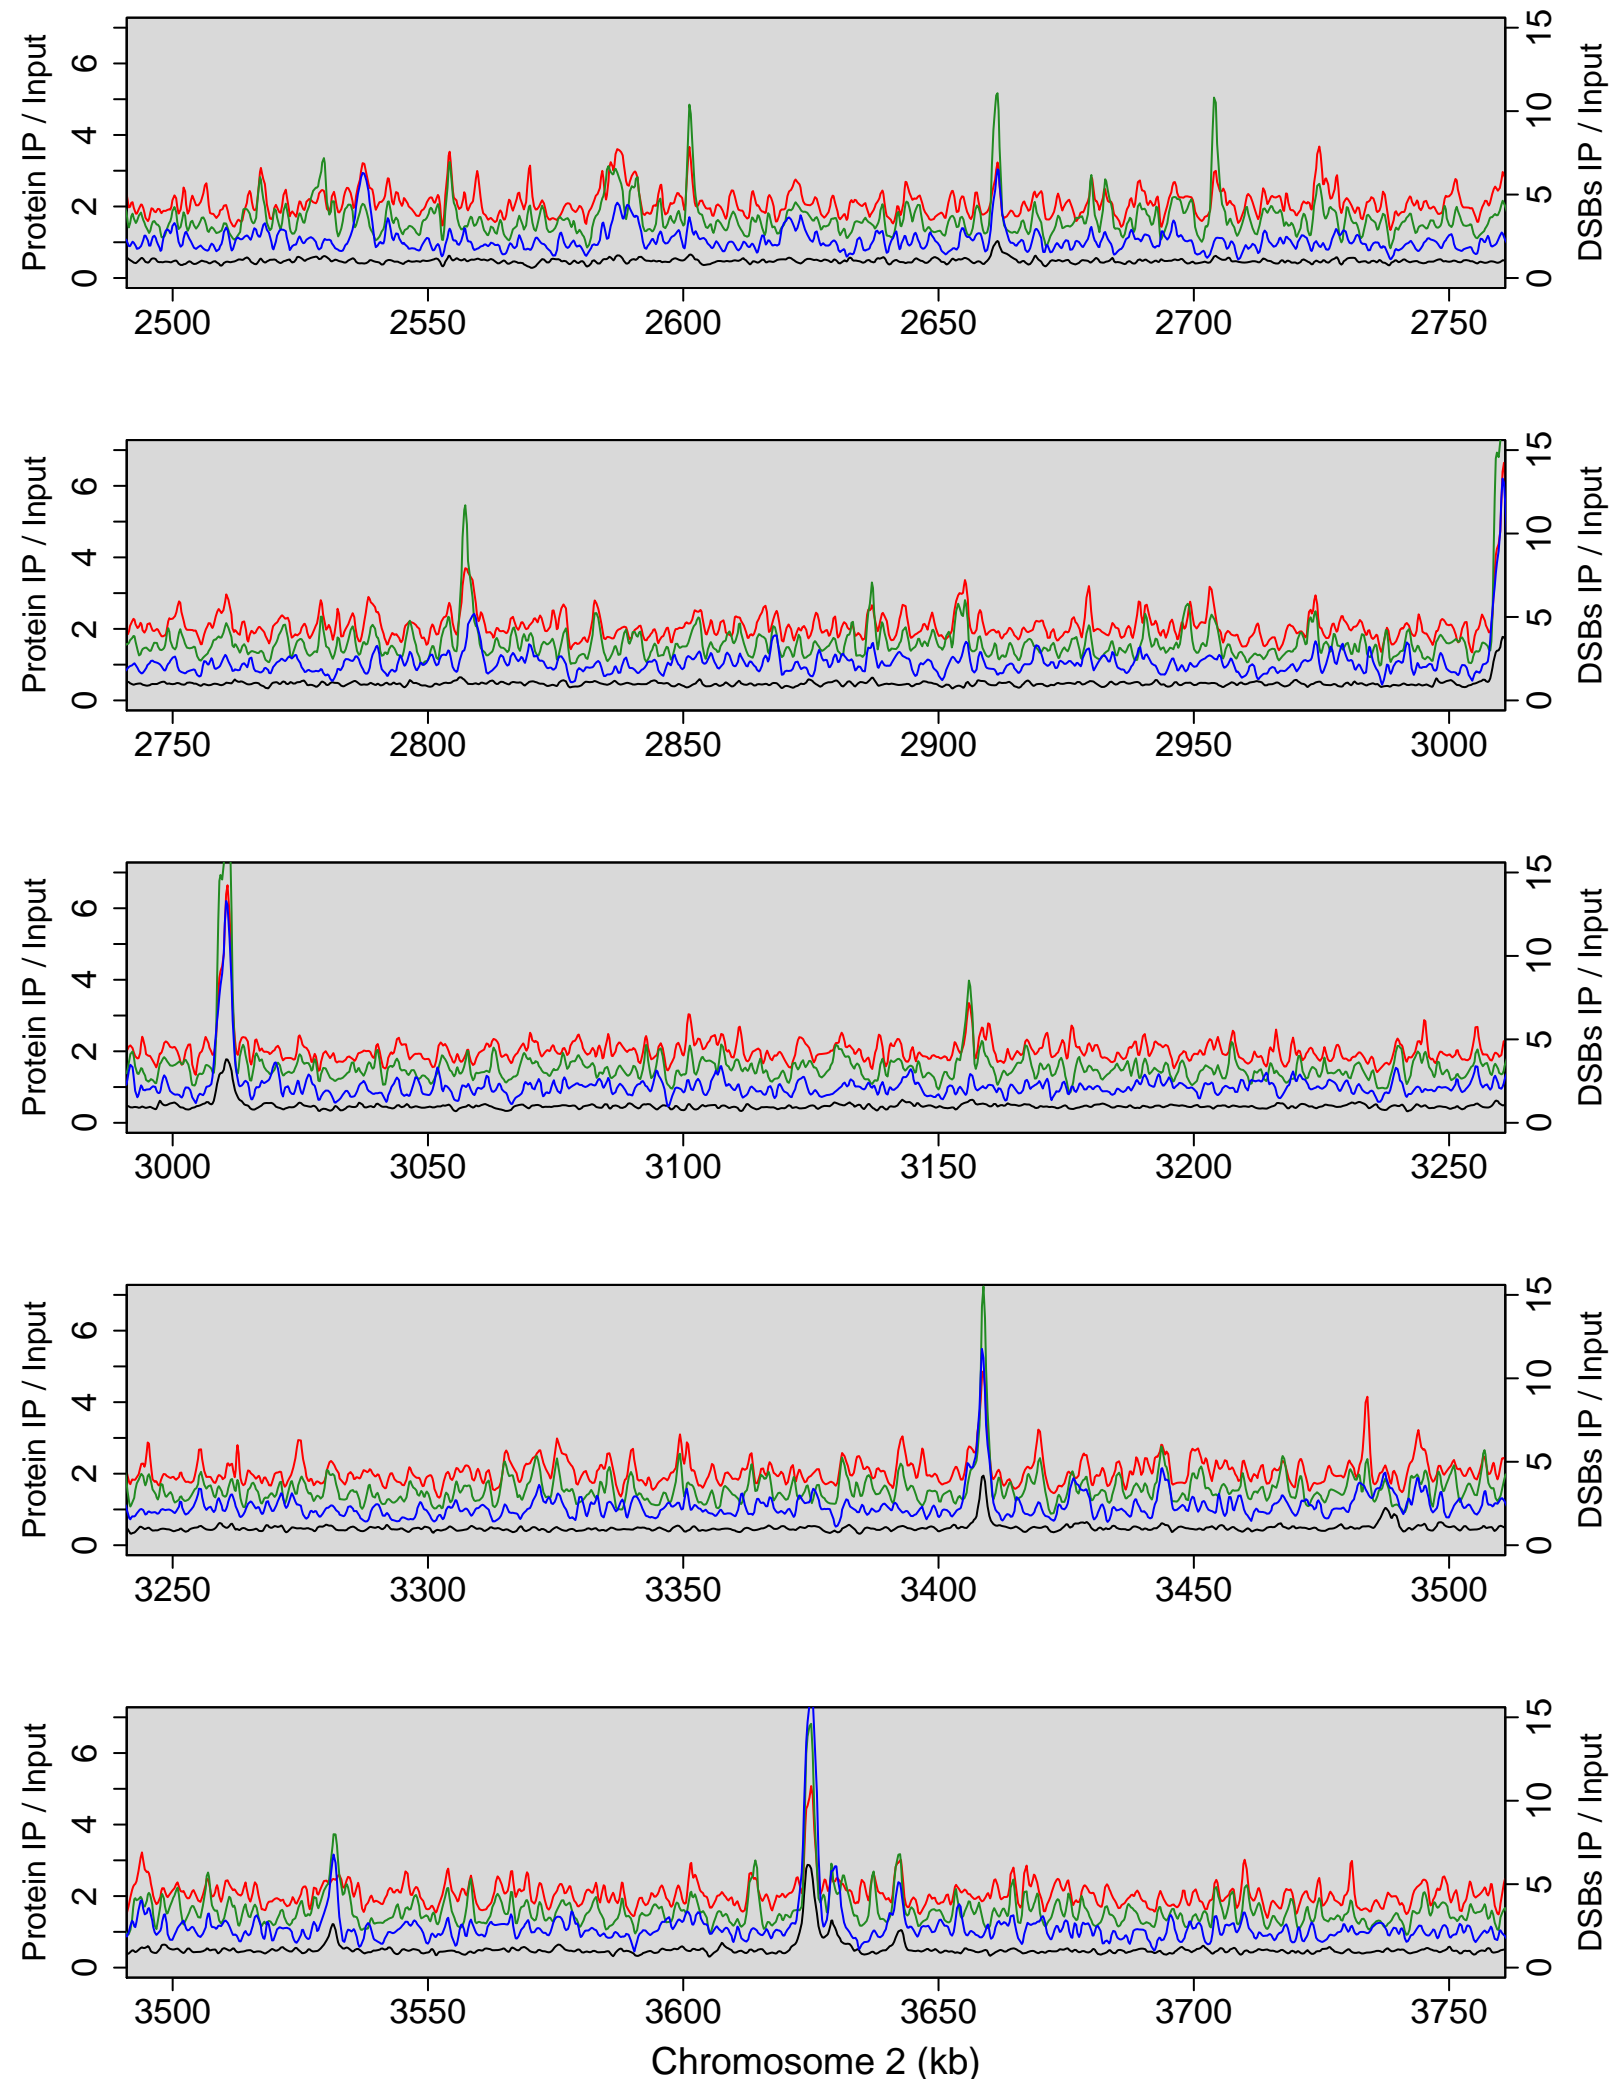 Protein IP / Input
0 2 4 6
0 5 10 15
DSBs IP / Input
2500 2550 2600 2650 2700 2750
Protein IP / Input
0 2 4 6
0 5 10 15
DSBs IP / Input
2750 2800 2850 2900 2950 3000
Protein IP / Input
0 2 4 6
0 5 10 15
DSBs IP / Input
3000 3050 3100 3150 3200 3250
Protein IP / Input
0 2 4 6
0 5 10 15
DSBs IP / Input
3250 3300 3350 3400 3450 3500
Protein IP / Input
0 2 4 6
0 5 10 15
DSBs IP / Input
3500 3550 3600 3650 3700 3750
Chromosome 2 (kb)